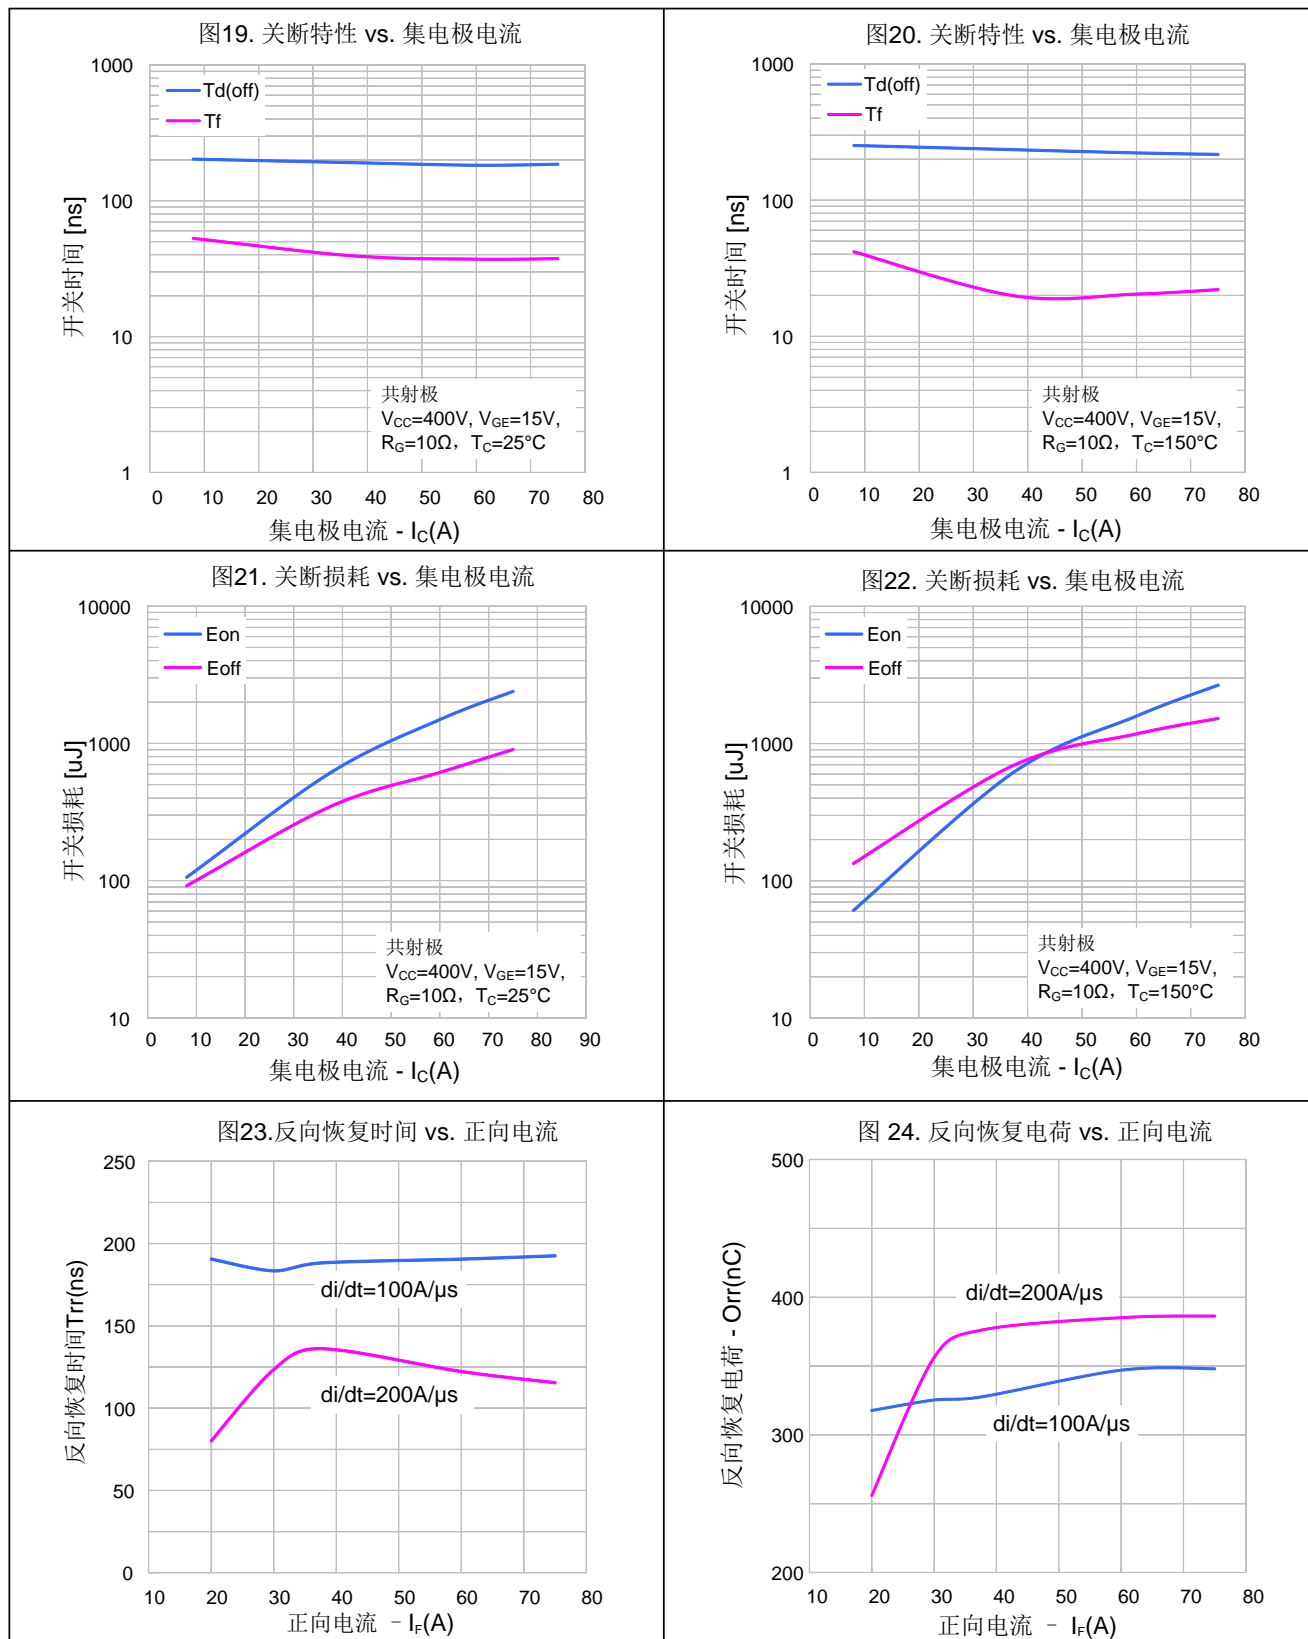 图19. 关断特性 vs. 集电极电流
1000
100
10
1
开关时间 [ns]
Td(off)
Tf
共射极
VCC=400V, VGE=15V,
RG=10Ω，TC=25°C
0 10 20 30 40 50 60 70 80
集电极电流 - IC(A)
图20. 关断特性 vs. 集电极电流
1000
100
10
1
开关时间 [ns]
Td(off)
Tf
共射极
VCC=400V, VGE=15V,
RG=10Ω，TC=150°C
0 10 20 30 40 50 60 70 80
集电极电流 - IC(A)
图21. 关断损耗 vs. 集电极电流
10000
1000
100
10
开关损耗 [uJ]
Eon
Eoff
共射极
VCC=400V, VGE=15V,
RG=10Ω，TC=25°C
0 10 20 30 40 50 60 70 80 90
集电极电流 - IC(A)
图22. 关断损耗 vs. 集电极电流
10000
1000
100
10
开关损耗 [uJ]
Eon
Eoff
共射极
VCC=400V, VGE=15V,
RG=10Ω，TC=150°C
0 10 20 30 40 50 60 70 80
集电极电流 - IC(A)
图23.反向恢复时间 vs. 正向电流
250
200
150
100
50
0
反向恢复时间Trr(ns)
di/dt=100A/µs
di/dt=200A/µs
10 20 30 40 50 60 70 80
正向电流 - IF(A)
图 24. 反向恢复电荷 vs. 正向电流
500
400
300
200
反向恢复电荷 - Orr(nC)
di/dt=200A/µs
di/dt=100A/µs
10 20 30 40 50 60 70 80
正向电流 - IF(A)